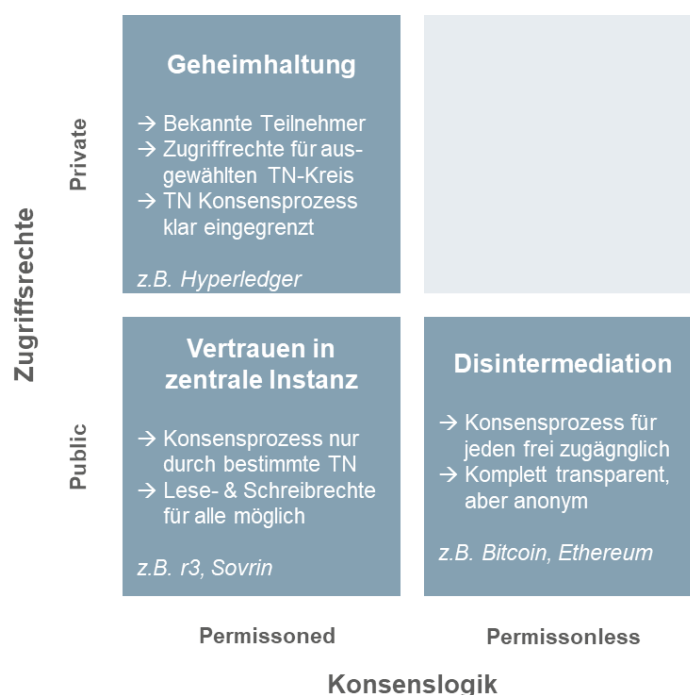 Geheimhaltung
→ Bekannte Teilnehmer
→ Zugriffrechte für aus-
gewählten TN-Kreis
→ TN Konsensprozess
klar eingegrenzt
z.B. Hyperledger
Private
Zugriffsrechte
Vertrauen in
zentrale Instanz
→ Konsensprozess nur
durch bestimmte TN
→ Lese- & Schreibrechte
für alle möglich
z.B. r3, Sovrin
Disintermediation
→ Konsensprozess für
jeden frei zugägnglich
→ Komplett transparent,
aber anonym
z.B. Bitcoin, Ethereum
Public
Permissoned
Permissonless
Konsenslogik